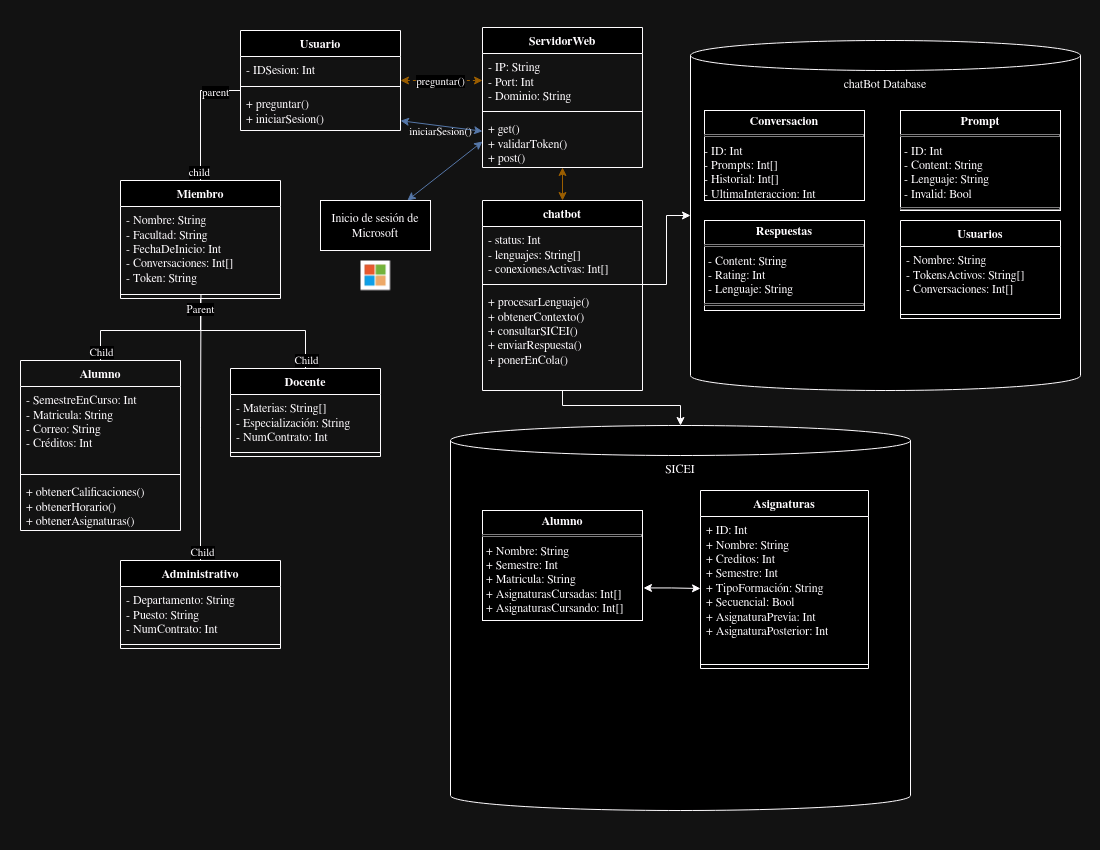 Usuario
- IDSesion: Int
+ preguntar()
+ iniciarSesion()
preguntar()
iniciarSesion()
ServidorWeb
- IP: String
- Port: Int
- Dominio: String
+ get()
+ validarToken()
+ post()
parent
child
Miembro
- Nombre: String
- Facultad: String
- FechaDeInicio: Int
- Conversaciones: Int[]
- Token: String
Inicio de sesión de
Microsoft
chatbot
- status: Int
- lenguajes: String[]
- conexionesActivas: Int[]
+ procesarLenguaje()
+ obtenerContexto()
+ consultarSICEI()
+ enviarRespuesta()
+ ponerEnCola()
chatBot Database
Conversacion
- ID: Int
- Prompts: Int[]
- Historial: Int[]
- UltimaInteraccion: Int
Prompt
- ID: Int
- Content: String
- Lenguaje: String
- Invalid: Bool
Respuestas
- Content: String
- Rating: Int
- Lenguaje: String
Usuarios
- Nombre: String
- TokensActivos: String[]
- Conversaciones: Int[]
Parent
Child
Alumno
- SemestreEnCurso: Int
- Matricula: String
- Correo: String
- Créditos: Int
+ obtenerCalificaciones()
+ obtenerHorario()
+ obtenerAsignaturas()
Child
Docente
- Materias: String[]
- Especialización: String
- NumContrato: Int
Child
Administrativo
- Departamento: String
- Puesto: String
- NumContrato: Int
SICEI
Alumno
+ Nombre: String
+ Semestre: Int
+ Matricula: String
+ AsignaturasCursadas: Int[]
+ AsignaturasCursando: Int[]
Asignaturas
+ ID: Int
+ Nombre: String
+ Creditos: Int
+ Semestre: Int
+ TipoFormación: String
+ Secuencial: Bool
+ AsignaturaPrevia: Int
+ AsignaturaPosterior: Int